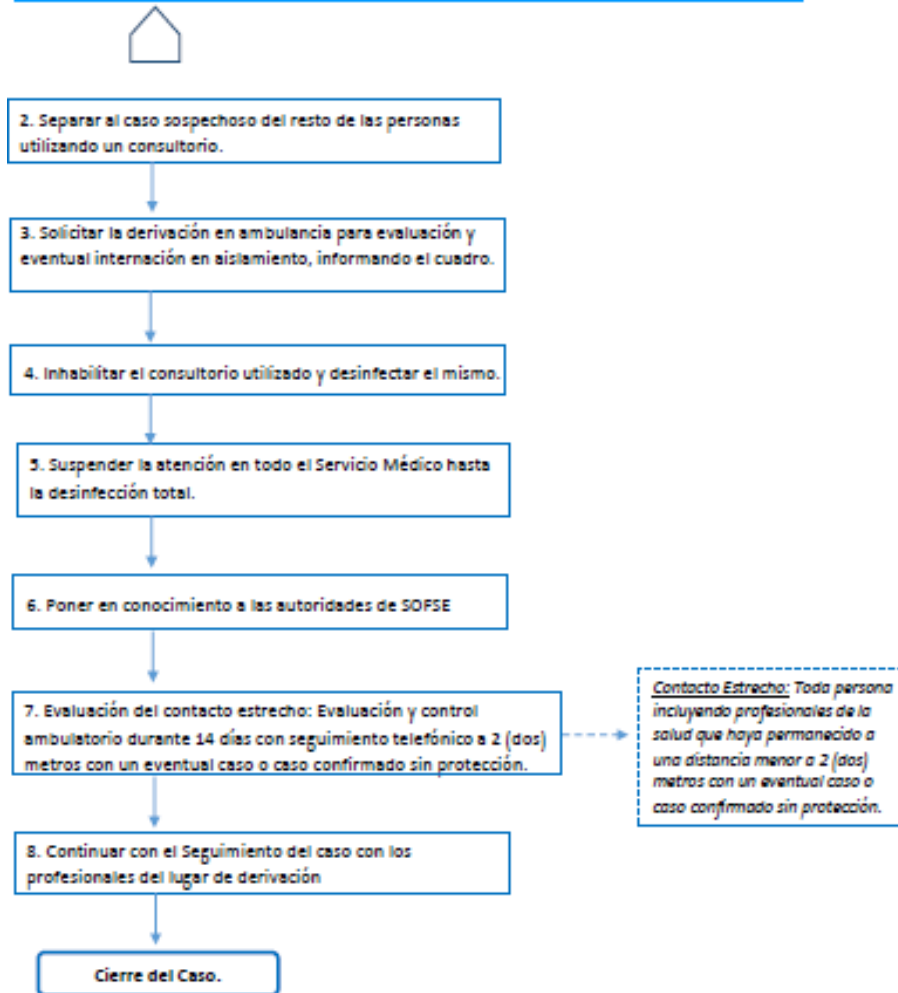 2. Separar al caso sospechoso del resto de las personas
utilizando un consultorio.
3. Solicitar la derivación en ambulancia para evaluación y
eventual internación en aislamiento, informando el cuadro.
4. Inhabilitar el consultorio utilizado y desinfectar el mismo.
5. Suspender la atención en todo el Servicio Médico hasta
la desinfección total.
6. Poner en conocimiento a las autoridades de SOFSE
7. Evaluación del contacto estrecho: Evaluación y control
ambulatorio durante 14 días con seguimiento telefónico a 2 (dos)
metros con un eventual caso o caso confirmado sin protección.
Contacto Estrecho: Toda persona
incluyendo profesionales de la
salud que haya permanecido a
una distancia menor a 2 (dos)
metros con un eventual caso o
caso confirmado sin protección.
8. Continuar con el Seguimiento del caso con los
profesionales del lugar de derivación
Cierre del Caso.